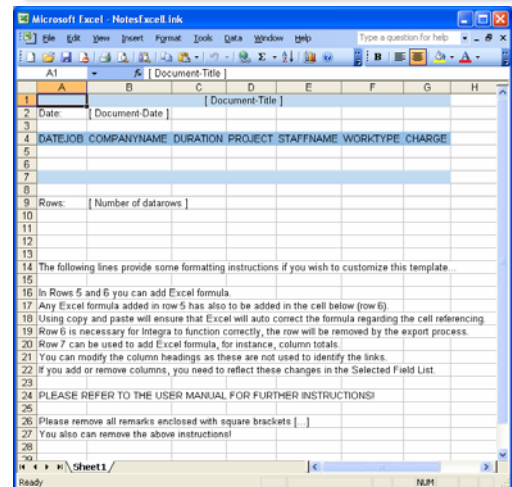 Microsoft Excel - NotesExcell.ink
File Edit View Insert Format Tools Data Window Help Type a question for help
A1 fx [ Document-Title ]
A B C D E F G H
1 [ Document-Title ]
2 Date: [ Document-Date ]
3
4 DATEJOB COMPANYNAME DURATION PROJECT STAFFNAME WORKTYPE CHARGE
5
6
7
8
9 Rows: [ Number of datarows ]
10
11
12
13
14 The following lines provide some formatting instructions if you wish to customize this template...
15
16 In Rows 5 and 6 you can add Excel formula.
17 Any Excel formula added in row 5 has also to be added in the cell below (row 6).
18 Using copy and paste will ensure that Excel will auto correct the formula regarding the cell referencing.
19 Row 6 is necessary for Integra to function correctly, the row will be removed by the export process.
20 Row 7 can be used to add Excel formula, for instance, column totals.
21 You can modify the column headings as these are not used to identify the links.
22 If you add or remove columns, you need to reflect these changes in the Selected Field List.
23
24 PLEASE REFER TO THE USER MANUAL FOR FURTHER INSTRUCTIONS!
25
26 Please remove all remarks enclosed with square brackets [...]
27 You also can remove the above instructions!
28
29
Sheet1
Ready NUM